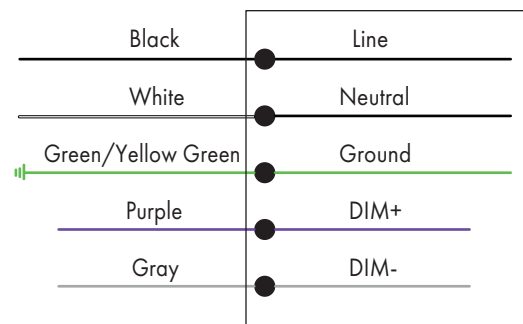 Black Line
White Neutral
Green/Yellow Green Ground
Purple DIM+
Gray DIM-